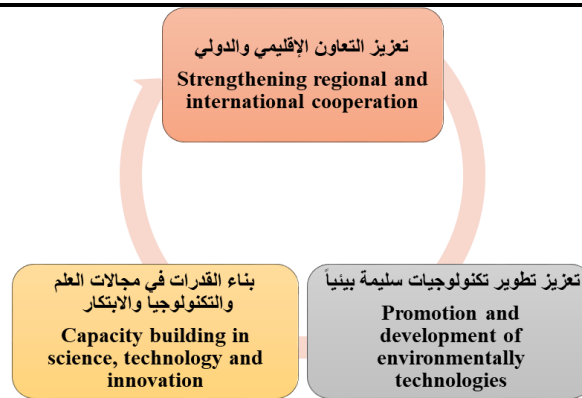 تعزيز التعاون الإقليمي والدولي
Strengthening regional and
international cooperation
بناء القدرات في مجالات العلم
والتكنولوجيا والابتكار
Capacity building in
science, technology and
innovation
تعزيز تطوير تكنولوجيات سليمة بيئياً
Promotion and
development of
environmentally
technologies